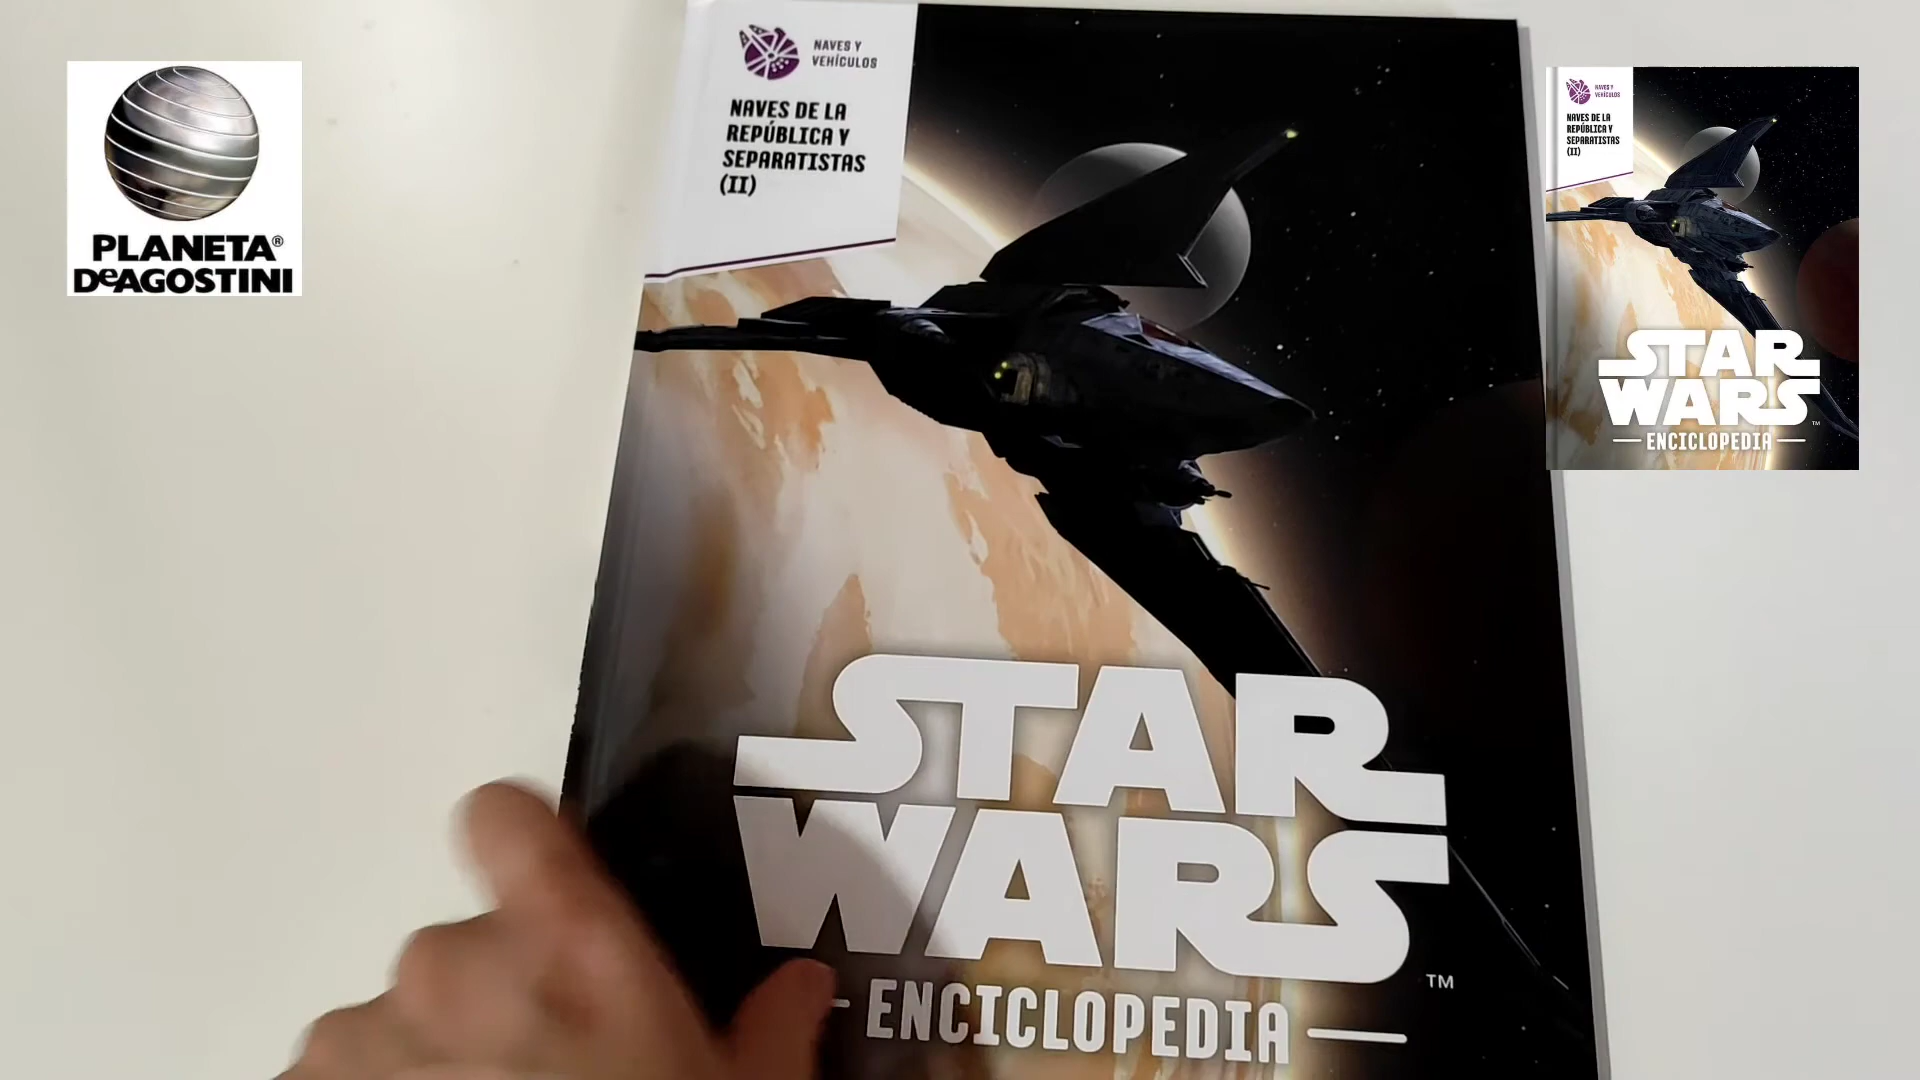 PLANETA®
DeAGOSTINI
NAVES Y
VEHÍCULOS
NAVES DE LA
REPÚBLICA Y
SEPARATISTAS
(II)
STAR
WARS
TM
ENCICLOPEDIA
NAVES Y
VEHÍCULOS
NAVES DE LA
REPÚBLICA Y
SEPARATISTAS
(II)
STAR
WARS
TM
ENCICLOPEDIA